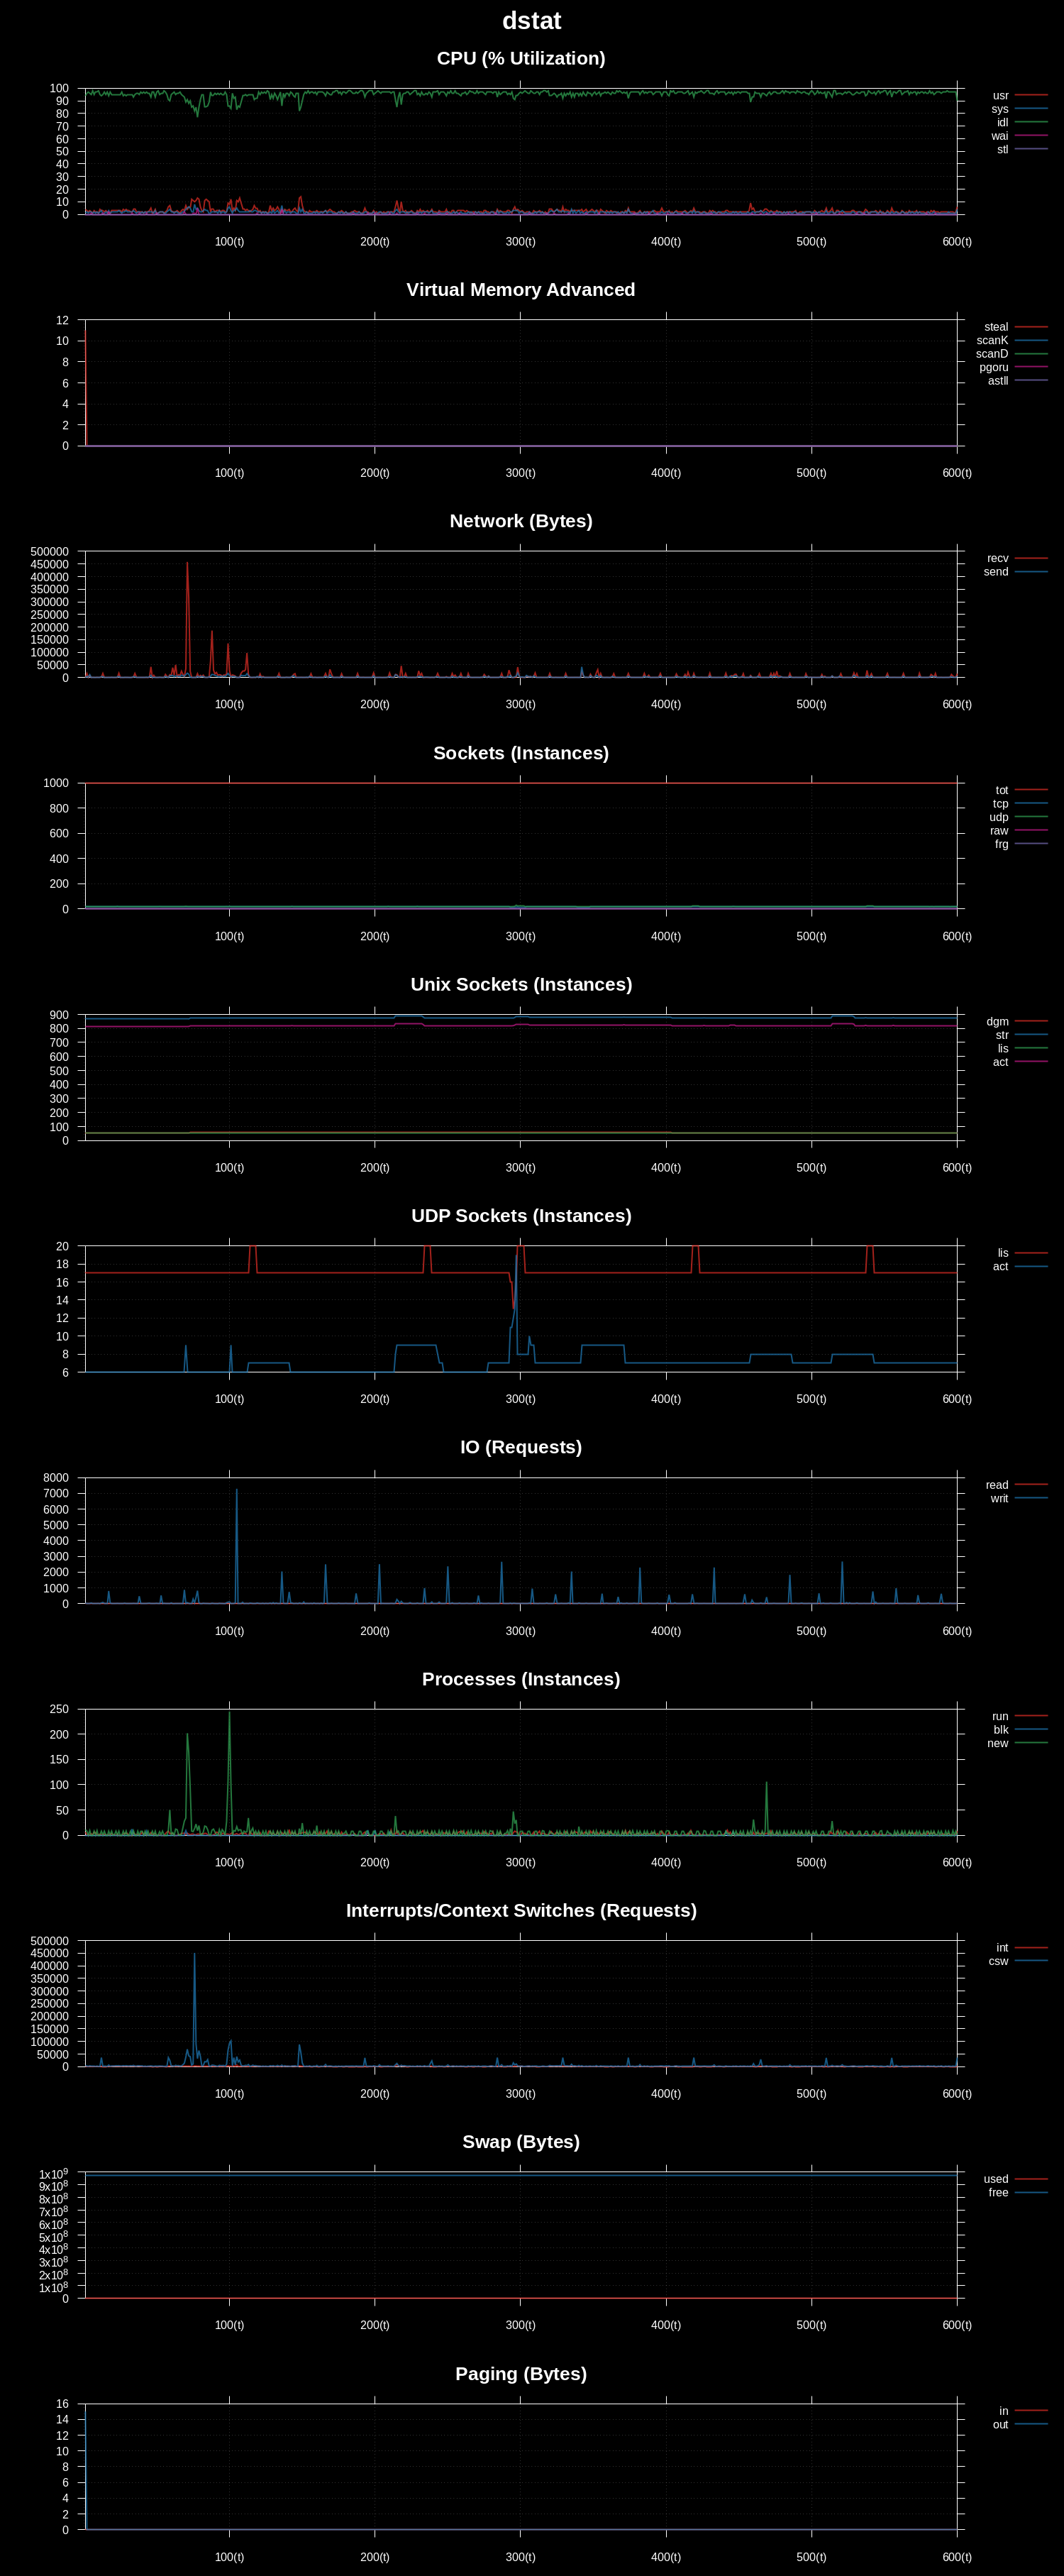 dstat
CPU (% Utilization)
100
90
80
70
60
50
40
30
20
10
0
usr
sys
idl
wai
stl
100(t) 200(t) 300(t) 400(t) 500(t) 600(t)
Virtual Memory Advanced
12
10
8
6
4
2
0
steal
scanK
scanD
pgoru
astll
100(t) 200(t) 300(t) 400(t) 500(t) 600(t)
Network (Bytes)
500000
450000
400000
350000
300000
250000
200000
150000
100000
50000
0
recv
send
100(t) 200(t) 300(t) 400(t) 500(t) 600(t)
Sockets (Instances)
1000
800
600
400
200
0
tot
tcp
udp
raw
frg
100(t) 200(t) 300(t) 400(t) 500(t) 600(t)
Unix Sockets (Instances)
900
800
700
600
500
400
300
200
100
0
dgm
str
lis
act
100(t) 200(t) 300(t) 400(t) 500(t) 600(t)
UDP Sockets (Instances)
20
18
16
14
12
10
8
6
lis
act
100(t) 200(t) 300(t) 400(t) 500(t) 600(t)
IO (Requests)
8000
7000
6000
5000
4000
3000
2000
1000
0
read
writ
100(t) 200(t) 300(t) 400(t) 500(t) 600(t)
Processes (Instances)
250
200
150
100
50
0
run
blk
new
100(t) 200(t) 300(t) 400(t) 500(t) 600(t)
Interrupts/Context Switches (Requests)
500000
450000
400000
350000
300000
250000
200000
150000
100000
50000
0
int
csw
100(t) 200(t) 300(t) 400(t) 500(t) 600(t)
Swap (Bytes)
1x10⁹
9x10⁸
8x10⁸
7x10⁸
6x10⁸
5x10⁸
4x10⁸
3x10⁸
2x10⁸
1x10⁸
0
used
free
100(t) 200(t) 300(t) 400(t) 500(t) 600(t)
Paging (Bytes)
16
14
12
10
8
6
4
2
0
in
out
100(t) 200(t) 300(t) 400(t) 500(t) 600(t)